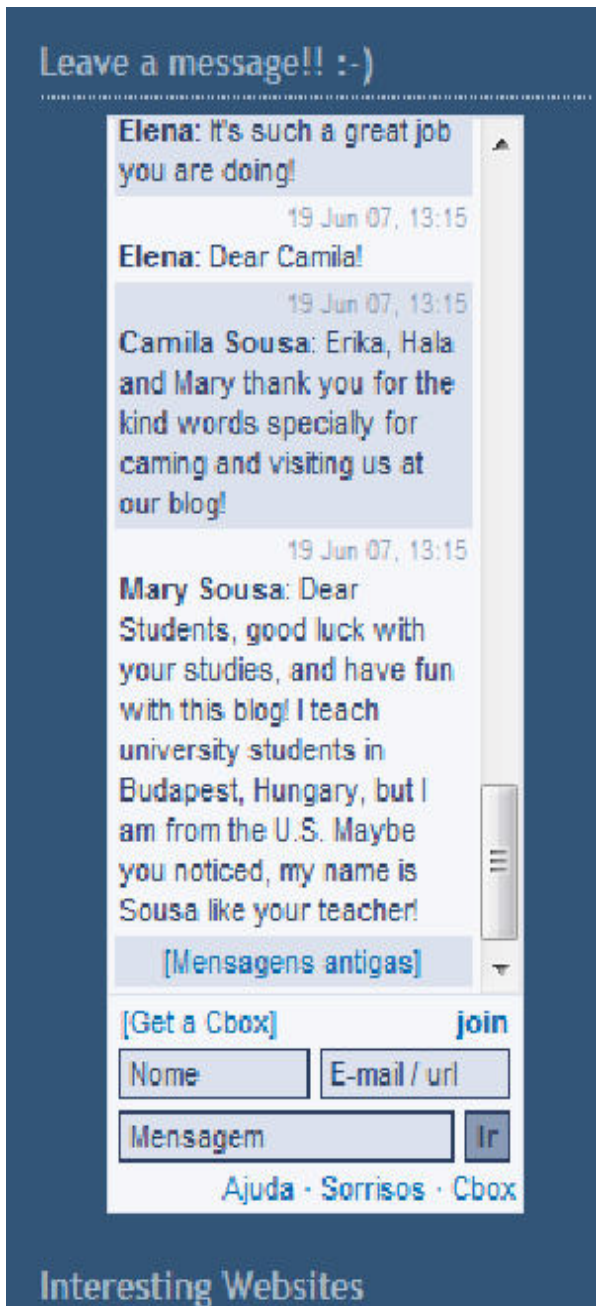 Leave a message!! :-)
Elena: It's such a great job
you are doing!
19 Jun 07, 13:15
Elena: Dear Camila!
19 Jun 07, 13:15
Camila Sousa: Erika, Hala
and Mary thank you for the
kind words specially for
caming and visiting us at
our blog!
19 Jun 07, 13:15
Mary Sousa: Dear
Students, good luck with
your studies, and have fun
with this blog! I teach
university students in
Budapest, Hungary, but I
am from the U.S. Maybe
you noticed, my name is
Sousa like your teacher!
[Mensagens antigas]
[Get a Cbox] join
Nome E-mail / url
Mensagem Ir
Ajuda · Sorrisos · Cbox
Interesting Websites